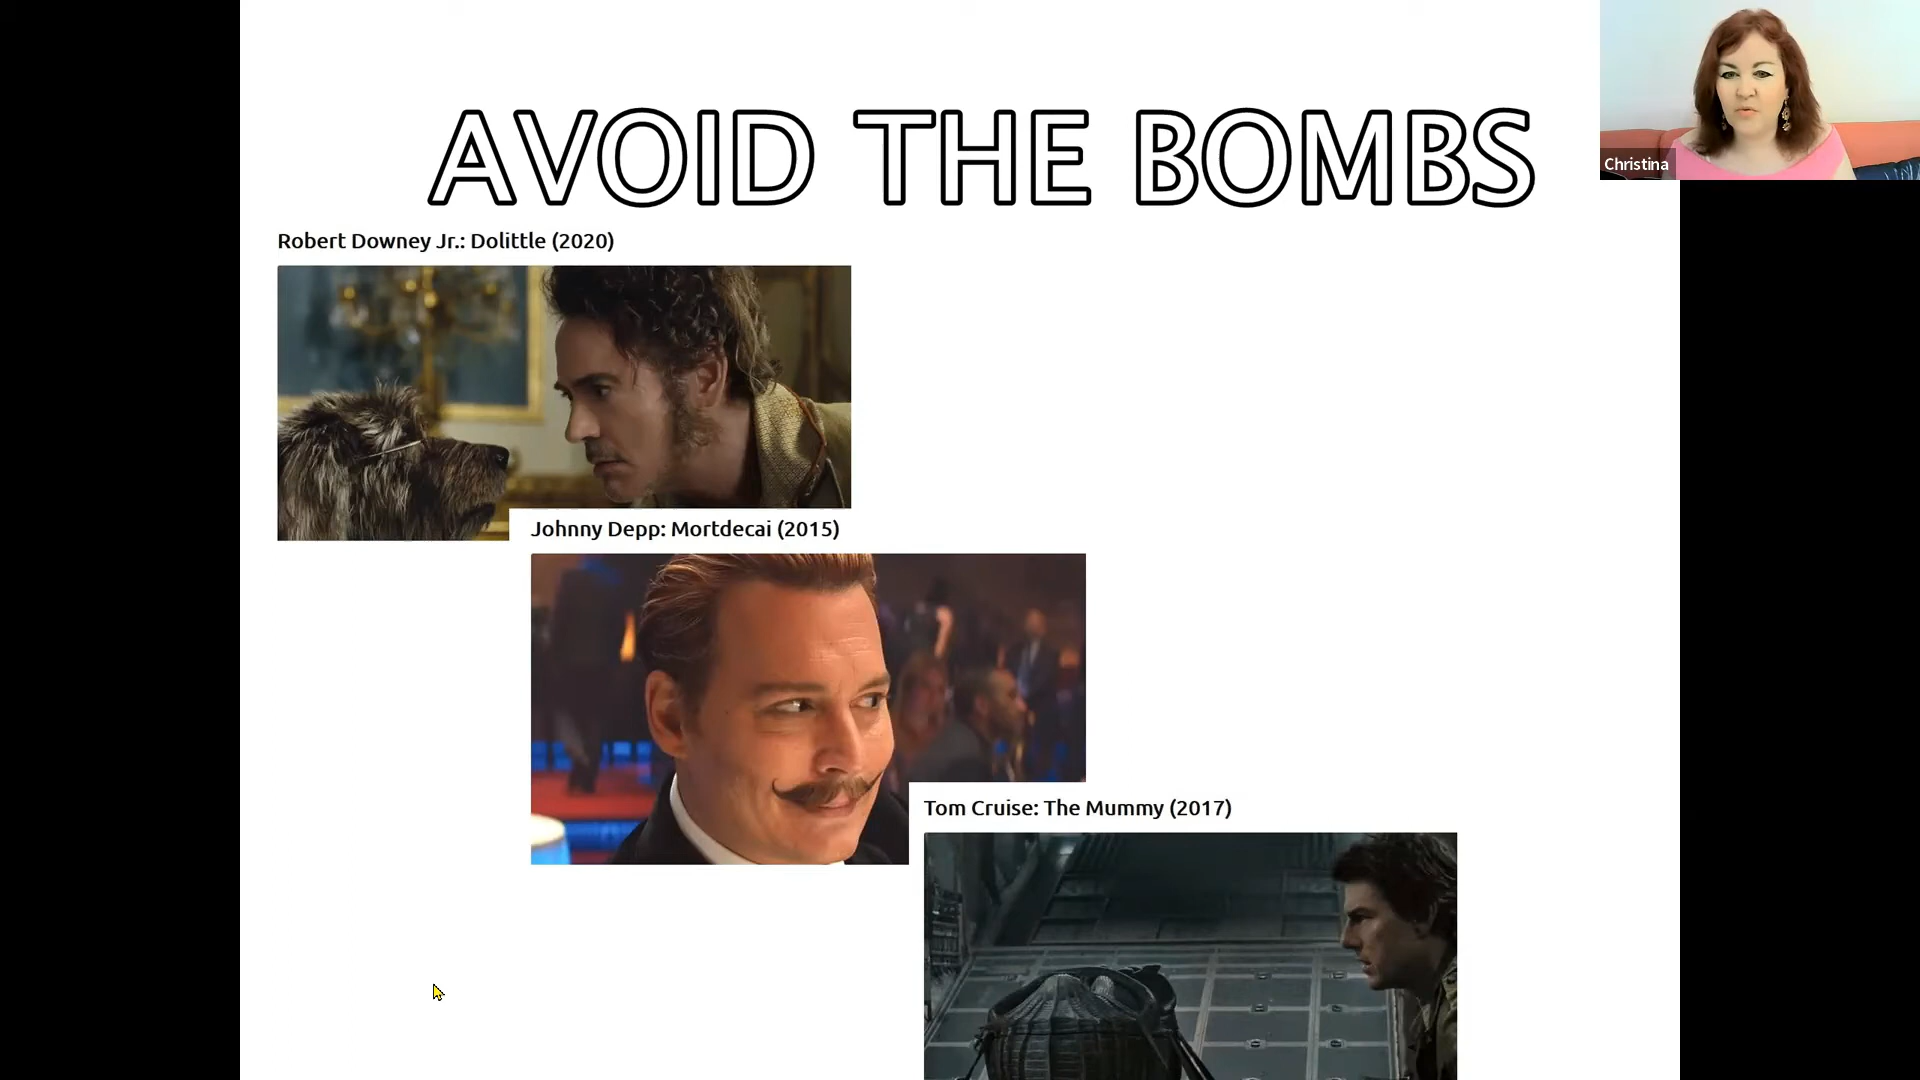 AVOID THE BOMBS
Christina
Robert Downey Jr.: Dolittle (2020)
Johnny Depp: Mortdecai (2015)
Tom Cruise: The Mummy (2017)